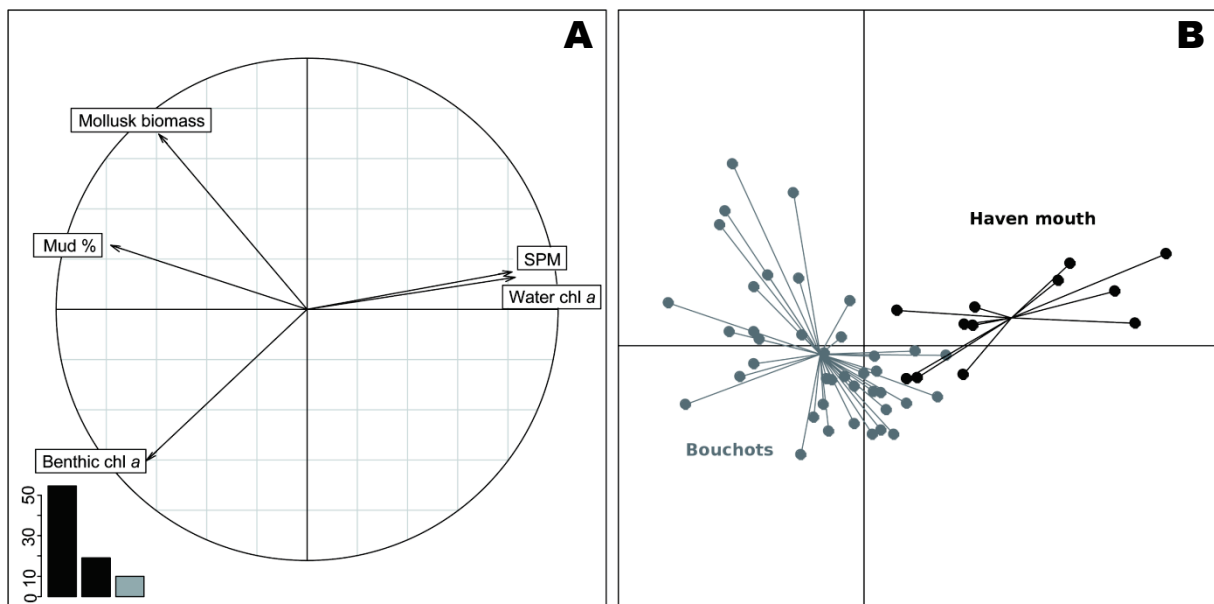 A
Mollusk biomass
Mud %
SPM
Water chl a
Benthic chl a
50
30
10
0
B
Haven mouth
Bouchots